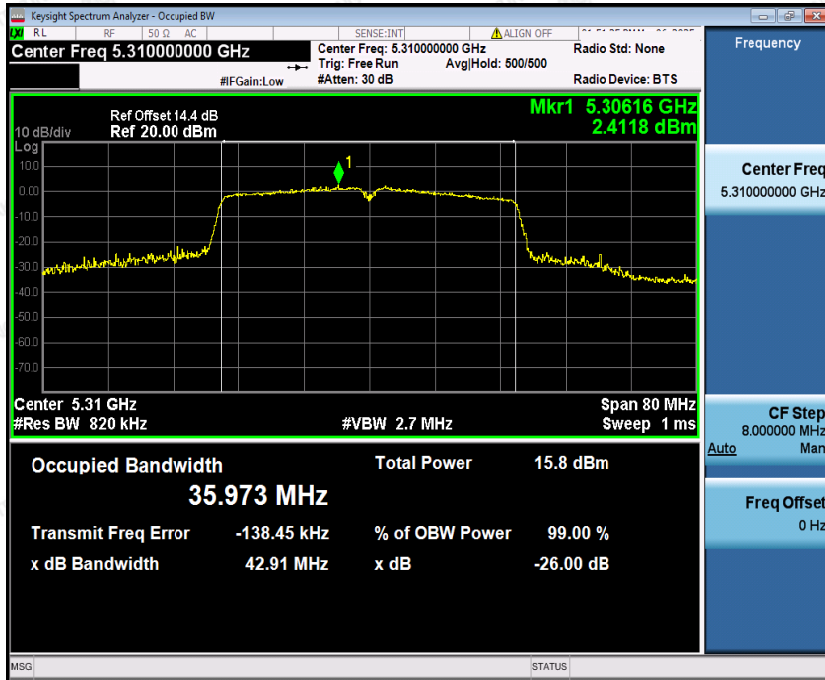 Keysight Spectrum Analyzer - Occupied BW
LXI RL RF 50 Ω AC SENSE:INT ALIGN OFF
Center Freq 5.310000000 GHz
Center Freq: 5.310000000 GHz
Radio Std: None
Trig: Free Run Avg|Hold: 500/500
#IFGain:Low #Atten: 30 dB Radio Device: BTS
Ref Offset 14.4 dB
10 dB/div Ref 20.00 dBm
Mkr1 5.30616 GHz
2.4118 dBm
Log
10.0
0.00
-10.0
-20.0
-30.0
-40.0
-50.0
-60.0
-70.0
1
Center 5.31 GHz Span 80 MHz
#Res BW 820 kHz #VBW 2.7 MHz Sweep 1 ms
Occupied Bandwidth Total Power 15.8 dBm
35.973 MHz
Transmit Freq Error -138.45 kHz % of OBW Power 99.00 %
x dB Bandwidth 42.91 MHz x dB -26.00 dB
MSG STATUS
Frequency
Center Freq
5.310000000 GHz
CF Step
8.000000 MHz
Auto Man
Freq Offset
0 Hz